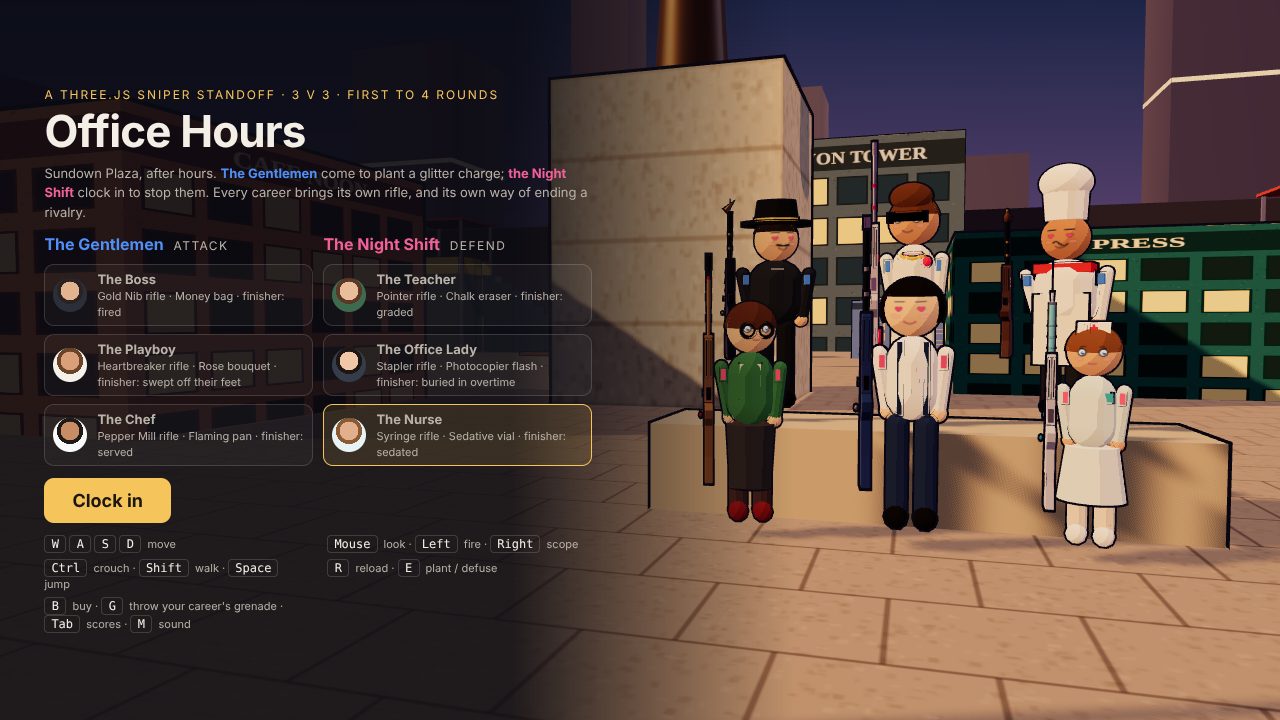 A THREE.JS SNIPER STANDOFF · 3 V 3 · FIRST TO 4 ROUNDS
Office Hours
Sundown Plaza, after hours. The Gentlemen come to plant a glitter charge; the Night
Shift clock in to stop them. Every career brings its own rifle, and its own way of ending a
rivalry.
The Gentlemen ATTACK
The Boss
Gold Nib rifle · Money bag · finisher:
fired
The Playboy
Heartbreaker rifle · Rose bouquet ·
finisher: swept off their feet
The Chef
Pepper Mill rifle · Flaming pan · finisher:
served
The Night Shift DEFEND
The Teacher
Pointer rifle · Chalk eraser · finisher:
graded
The Office Lady
Stapler rifle · Photocopier flash ·
finisher: buried in overtime
The Nurse
Syringe rifle · Sedative vial · finisher:
sedated
Clock in
W A S D move
Mouse look · Left fire · Right scope
Ctrl crouch · Shift walk · Space
jump
R reload · E plant / defuse
B buy · G throw your career's grenade ·
Tab scores · M sound
TOWER
PRESS